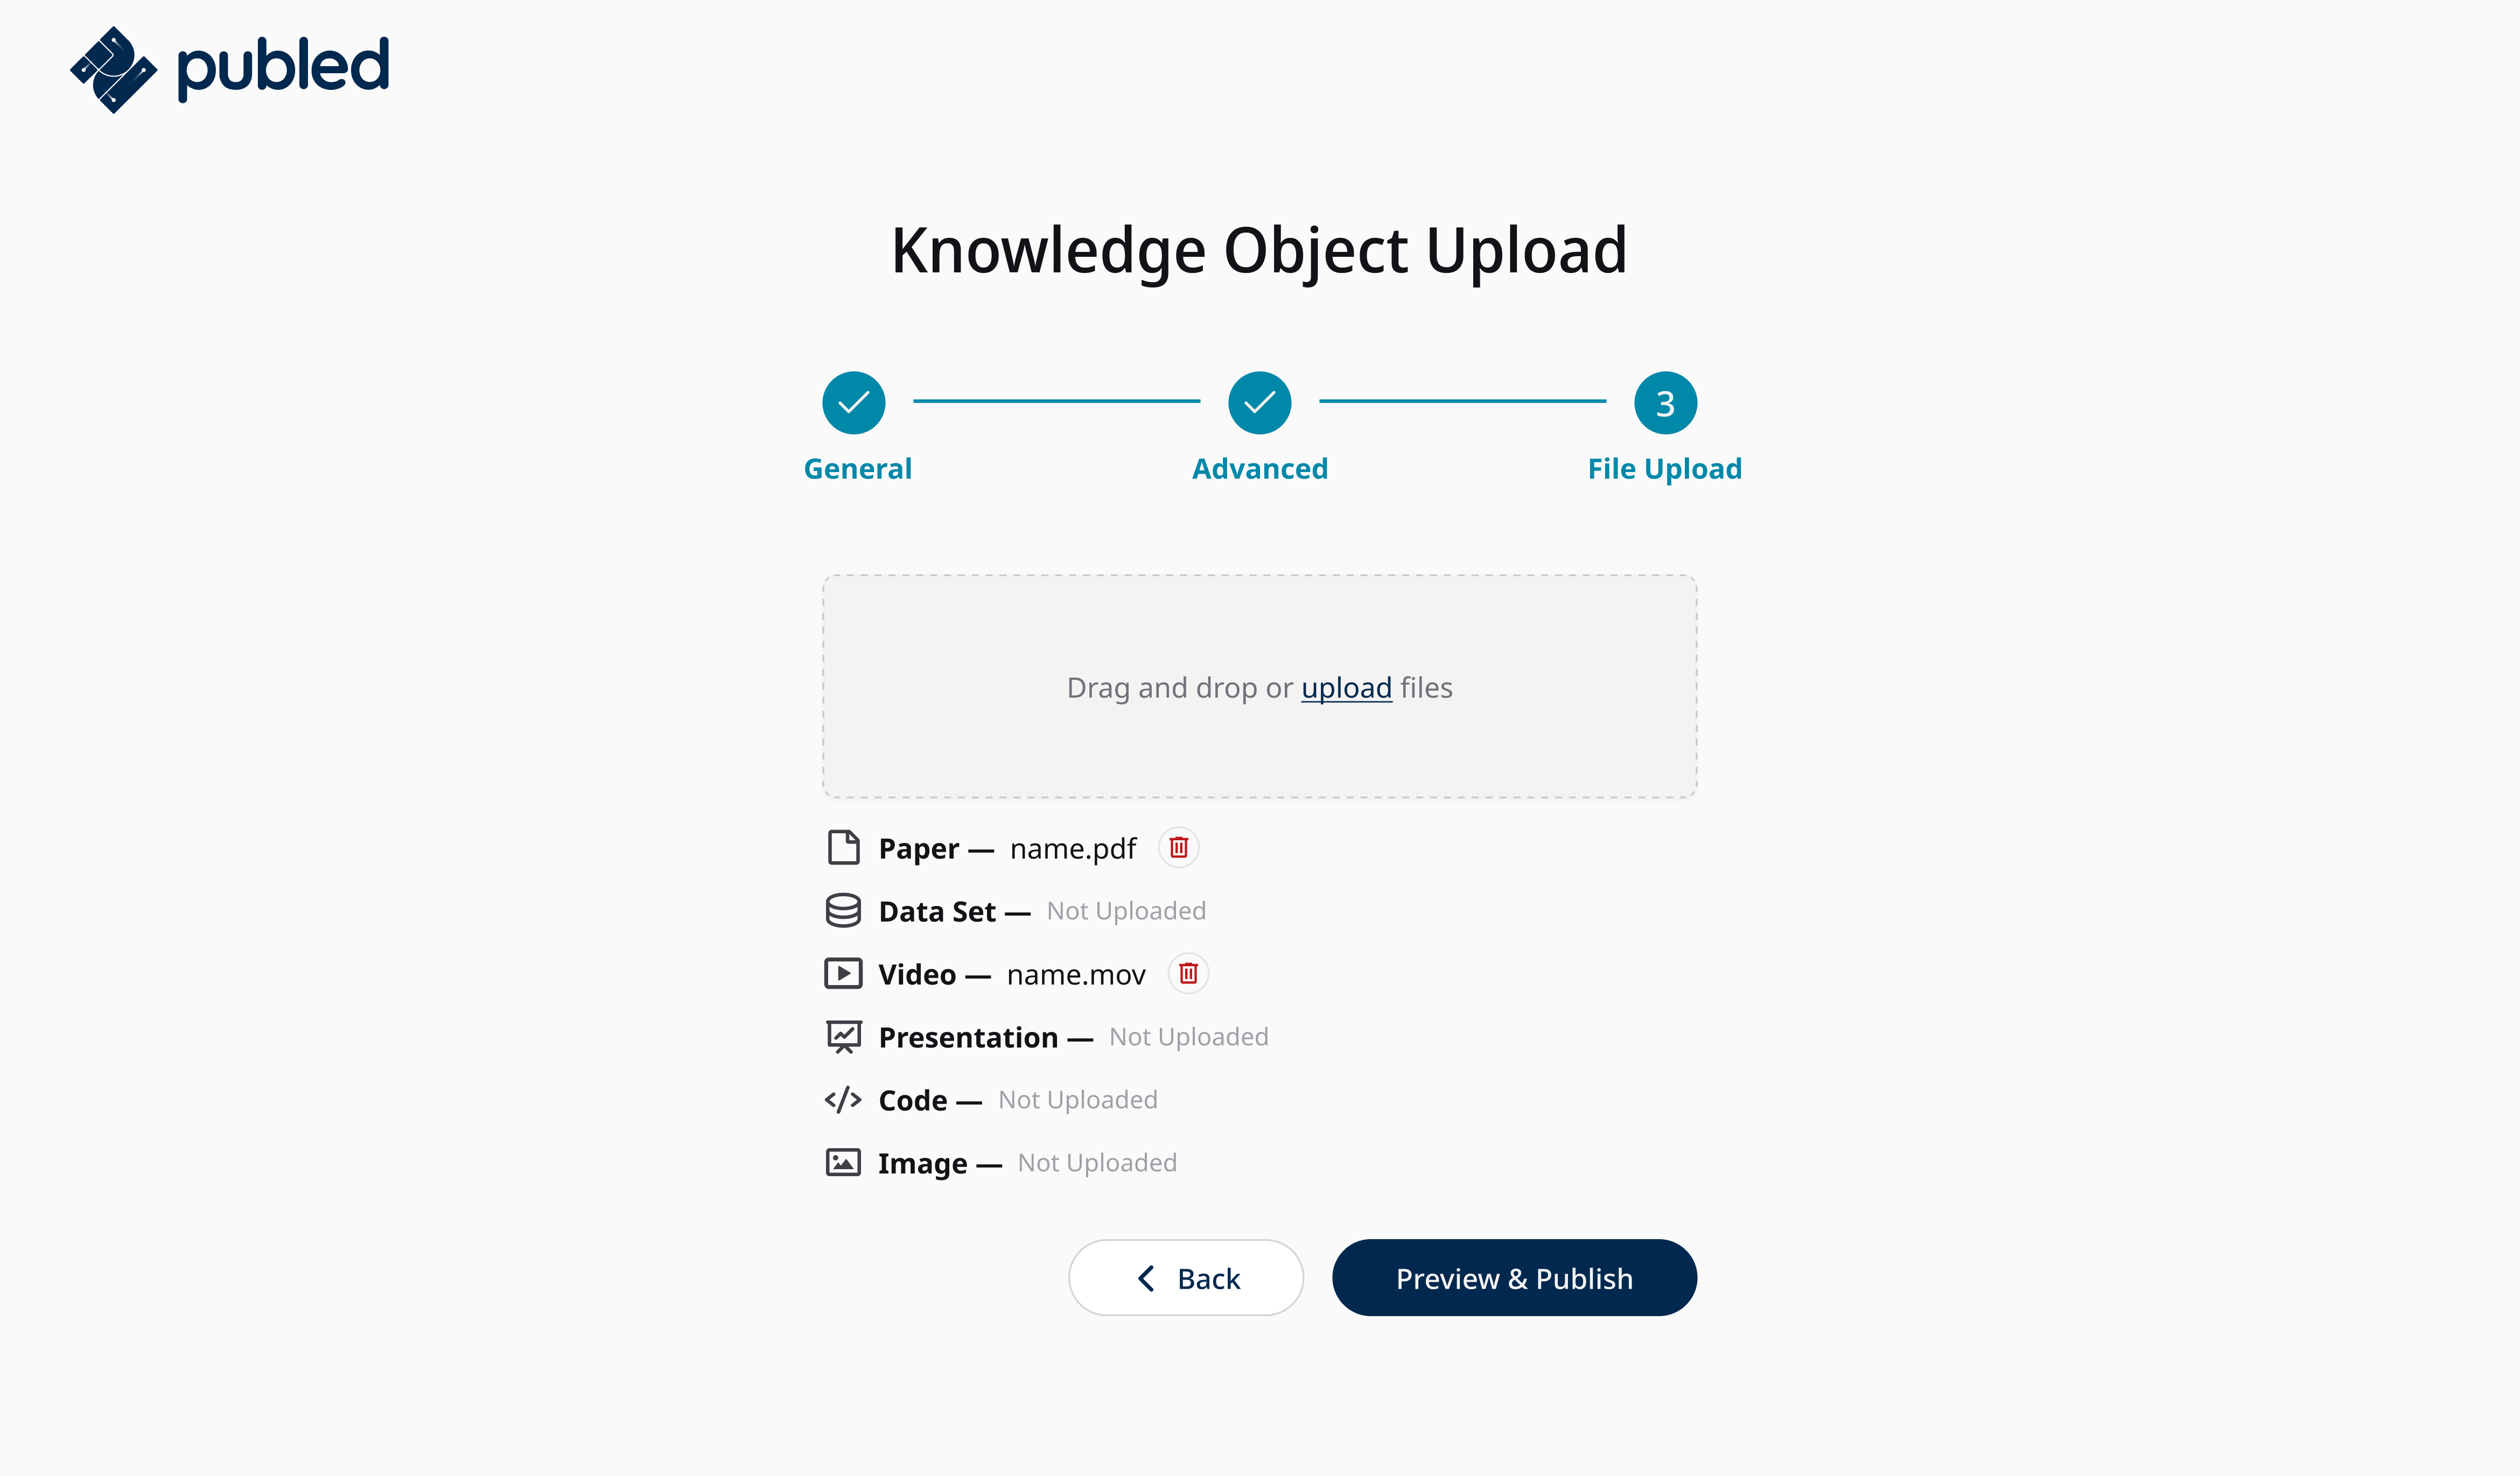 publed
Knowledge Object Upload
3
General
Advanced
File Upload
Drag and drop or upload files
Paper — name.pdf
Data Set — Not Uploaded
Video — name.mov
Presentation — Not Uploaded
Code — Not Uploaded
Image — Not Uploaded
Back
Preview & Publish